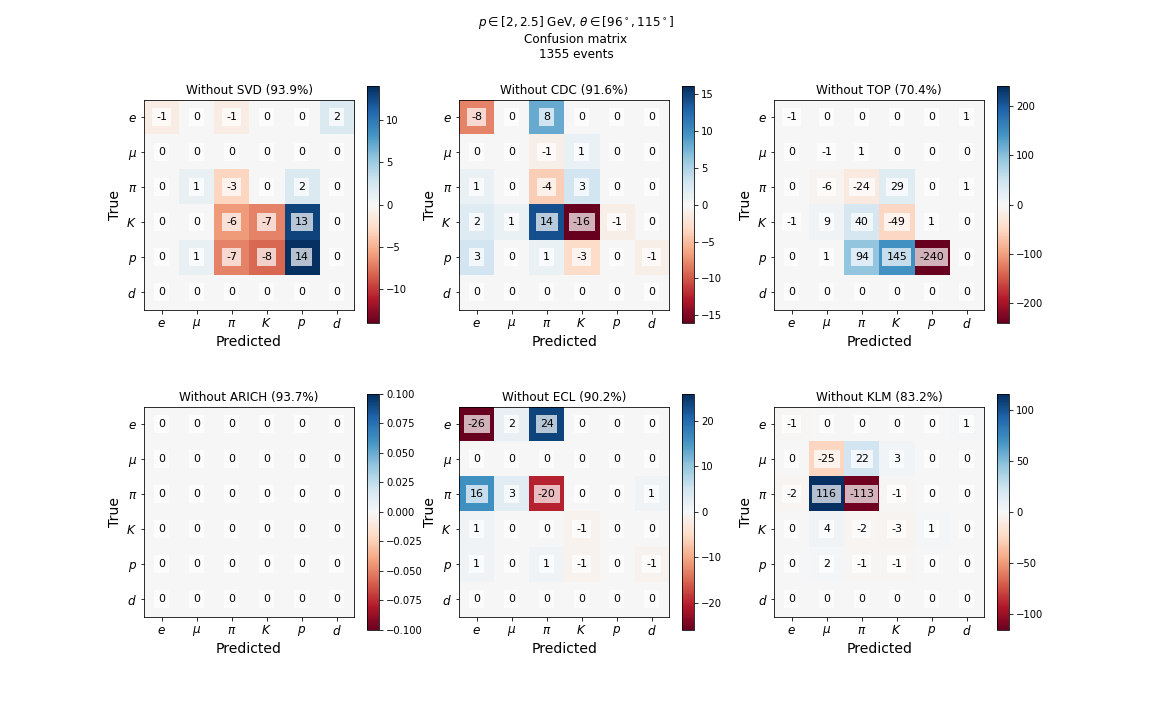 p ∈ [2, 2.5] GeV, θ ∈ [96°, 115°]
Confusion matrix
1355 events
Without SVD (93.9%)
True
e -1 0 -1 0 0 2
μ 0 0 0 0 0 0
π 0 1 -3 0 2 0
K 0 0 -6 -7 13 0
p 0 1 -7 -8 14 0
d 0 0 0 0 0 0
e μ π K p d
Predicted
10
5
0
−5
−10
Without CDC (91.6%)
True
e -8 0 8 0 0 0
μ 0 0 -1 1 0 0
π 1 0 -4 3 0 0
K 2 1 14 -16 -1 0
p 3 0 1 -3 0 -1
d 0 0 0 0 0 0
e μ π K p d
Predicted
15
10
5
0
−5
−10
−15
Without TOP (70.4%)
True
e -1 0 0 0 0 1
μ 0 -1 1 0 0 0
π 0 -6 -24 29 0 1
K -1 9 40 -49 1 0
p 0 1 94 145 -240 0
d 0 0 0 0 0 0
e μ π K p d
Predicted
200
100
0
−100
−200
Without ARICH (93.7%)
True
e 0 0 0 0 0 0
μ 0 0 0 0 0 0
π 0 0 0 0 0 0
K 0 0 0 0 0 0
p 0 0 0 0 0 0
d 0 0 0 0 0 0
e μ π K p d
Predicted
0.100
0.075
0.050
0.025
0.000
−0.025
−0.050
−0.075
−0.100
Without ECL (90.2%)
True
e -26 2 24 0 0 0
μ 0 0 0 0 0 0
π 16 3 -20 0 0 1
K 1 0 0 -1 0 0
p 1 0 1 -1 0 -1
d 0 0 0 0 0 0
e μ π K p d
Predicted
20
10
0
−10
−20
Without KLM (83.2%)
True
e -1 0 0 0 0 1
μ 0 -25 22 3 0 0
π -2 116 -113 -1 0 0
K 0 4 -2 -3 1 0
p 0 2 -1 -1 0 0
d 0 0 0 0 0 0
e μ π K p d
Predicted
100
50
0
−50
−100